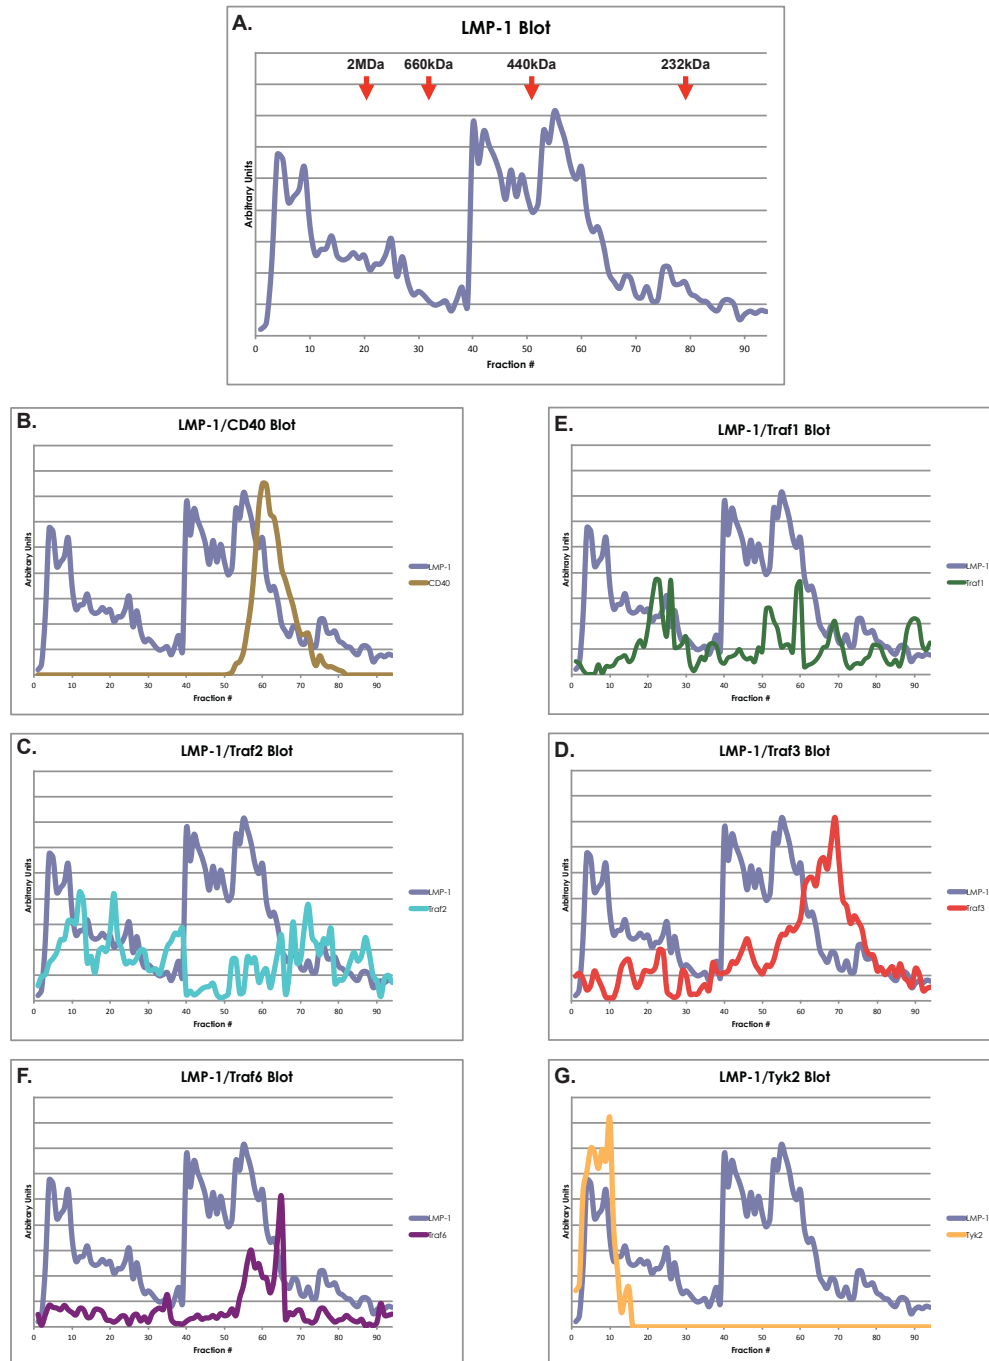 A.
LMP-1 Blot
2MDa 660kDa 440kDa 232kDa
Arbitrary Units
0 10 20 30 40 50 60 70 80 90
Fraction #
B.
LMP-1/CD40 Blot
Arbitrary Units
LMP-1
CD40
0 10 20 30 40 50 60 70 80 90
Fraction #
E.
LMP-1/Traf1 Blot
Arbitrary Units
LMP-1
Traf1
0 10 20 30 40 50 60 70 80 90
Fraction #
C.
LMP-1/Traf2 Blot
Arbitrary Units
LMP-1
Traf2
0 10 20 30 40 50 60 70 80 90
Fraction #
D.
LMP-1/Traf3 Blot
Arbitrary Units
LMP-1
Traf3
0 10 20 30 40 50 60 70 80 90
Fraction #
F.
LMP-1/Traf6 Blot
Arbitrary Units
LMP-1
Traf6
0 10 20 30 40 50 60 70 80 90
Fraction #
G.
LMP-1/Tyk2 Blot
Arbitrary Units
LMP-1
Tyk2
0 10 20 30 40 50 60 70 80 90
Fraction #